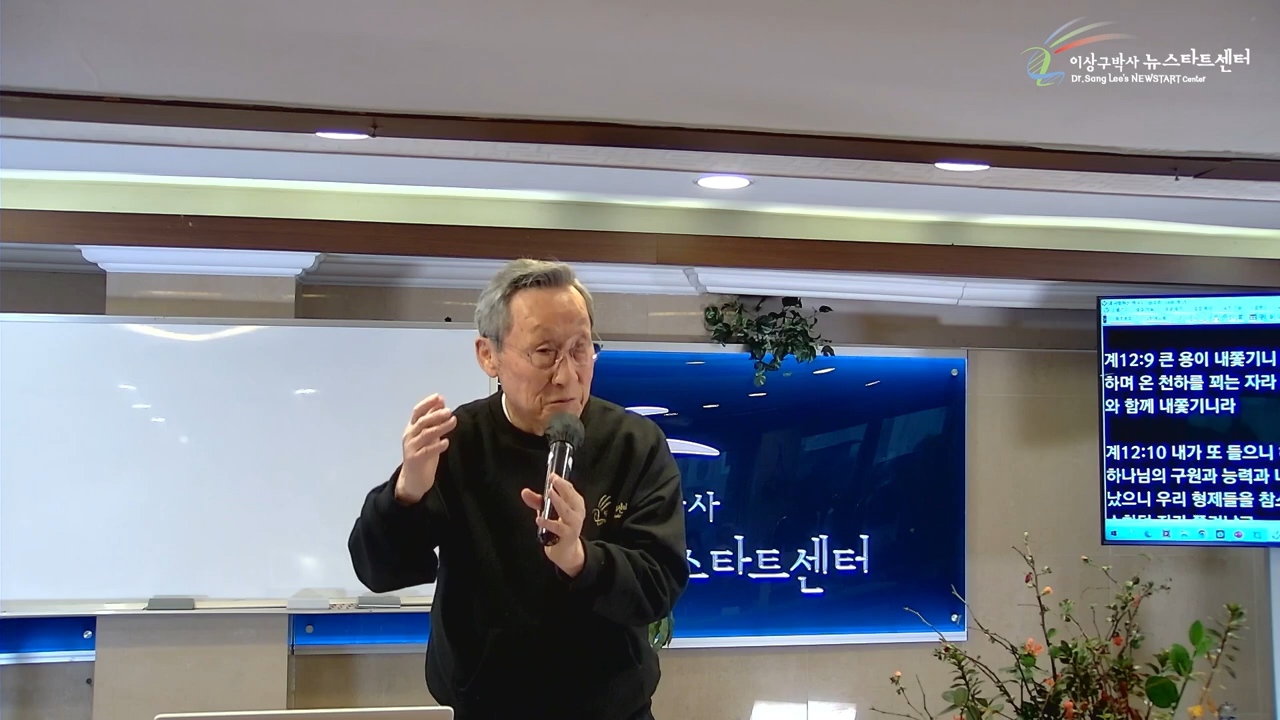 이상구박사 뉴스타트센터
Dr. Sang Lee's NEWSTART Center
계12:9 큰 용이 내쫓기니
하며 온 천하를 꾀는 자라
와 함께 내쫓기니라
계12:10 내가 또 들으니
하나님의 구원과 능력과 나
났으니 우리 형제들을 참소
사
스타트센터